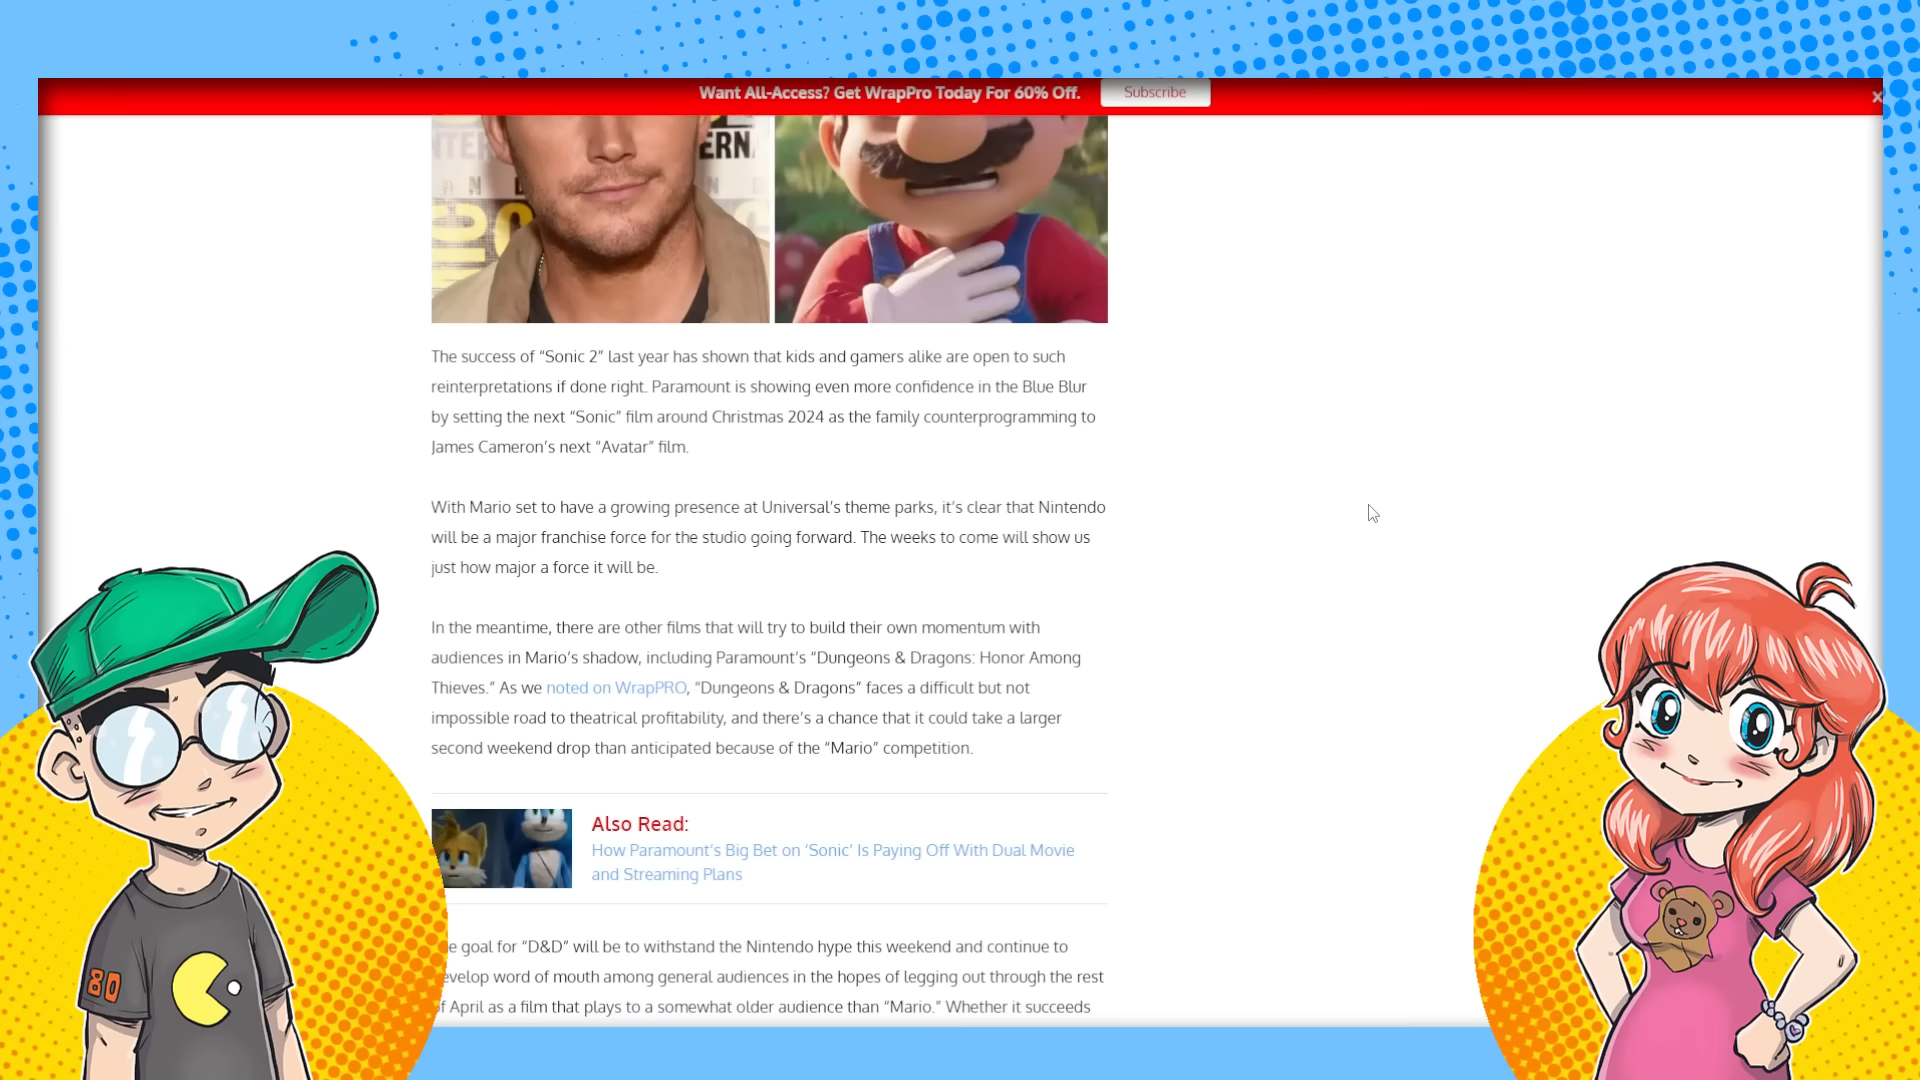 Want All-Access? Get WrapPro Today For 60% Off.
Subscribe
ERN
The success of “Sonic 2” last year has shown that kids and gamers alike are open to such
reinterpretations if done right. Paramount is showing even more confidence in the Blue Blur
by setting the next “Sonic” film around Christmas 2024 as the family counterprogramming to
James Cameron’s next “Avatar” film.
With Mario set to have a growing presence at Universal’s theme parks, it’s clear that Nintendo
will be a major franchise force for the studio going forward. The weeks to come will show us
just how major a force it will be.
In the meantime, there are other films that will try to build their own momentum with
audiences in Mario’s shadow, including Paramount’s “Dungeons & Dragons: Honor Among
Thieves.” As we noted on WrapPRO, “Dungeons & Dragons” faces a difficult but not
impossible road to theatrical profitability, and there’s a chance that it could take a larger
second weekend drop than anticipated because of the “Mario” competition.
Also Read:
How Paramount’s Big Bet on ‘Sonic’ Is Paying Off With Dual Movie
and Streaming Plans
e goal for “D&D” will be to withstand the Nintendo hype this weekend and continue to
evelop word of mouth among general audiences in the hopes of legging out through the rest
of April as a film that plays to a somewhat older audience than “Mario.” Whether it succeeds
80